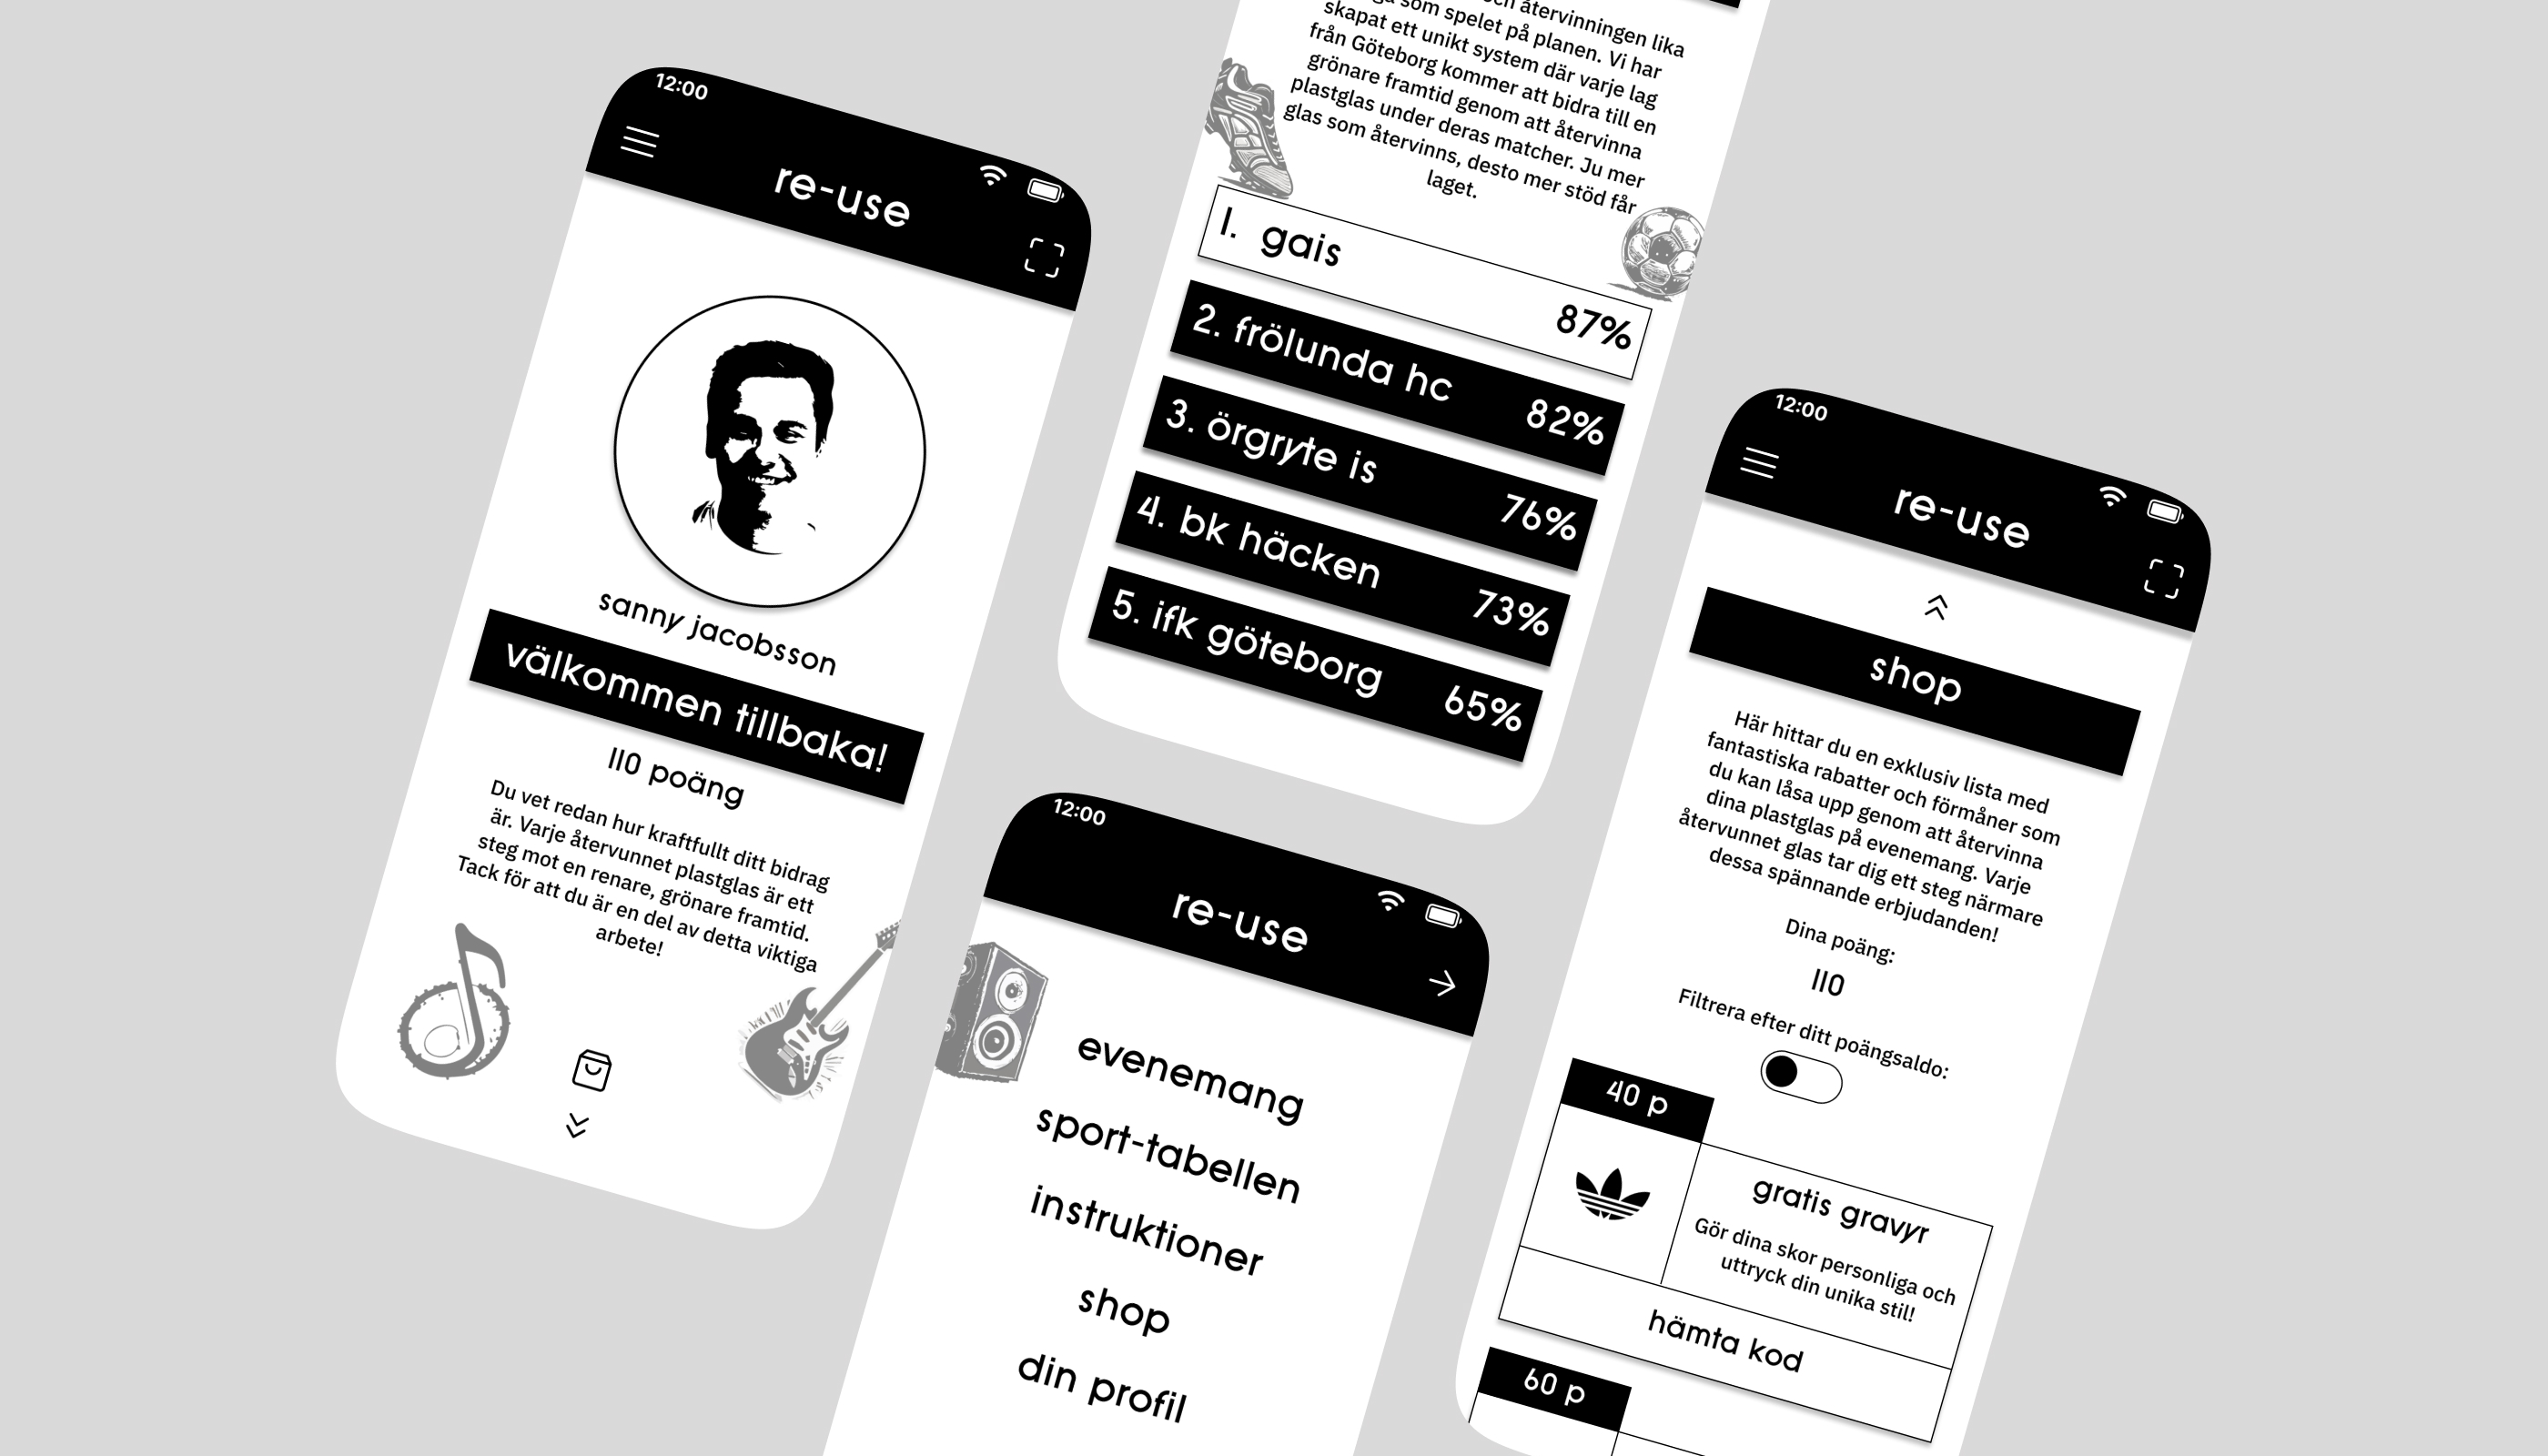 12:00
re-use
sanny jacobsson
välkommen tillbaka!
110 poäng
Du vet redan hur kraftfullt ditt bidrag
är. Varje återvunnet plastglas är ett
steg mot en renare, grönare framtid.
Tack för att du är en del av detta viktiga
arbete!
återvinningen lika
som spelet på planen. Vi har
skapat ett unikt system där varje lag
från Göteborg kommer att bidra till en
grönare framtid genom att återvinna
plastglas under deras matcher. Ju mer
glas som återvinns, desto mer stöd får
laget.
1. gais 87%
2. frölunda hc 82%
3. örgryte is 76%
4. bk häcken 73%
5. ifk göteborg 65%
12:00
re-use
evenemang
sport-tabellen
instruktioner
shop
din profil
12:00
re-use
shop
Här hittar du en exklusiv lista med
fantastiska rabatter och förmåner som
du kan låsa upp genom att återvinna
dina plastglas på evenemang. Varje
återvunnet glas tar dig ett steg närmare
dessa spännande erbjudanden!
Dina poäng:
110
Filtrera efter ditt poängsaldo:
40 p
gratis gravyr
Gör dina skor personliga och
uttryck din unika stil!
hämta kod
60 p